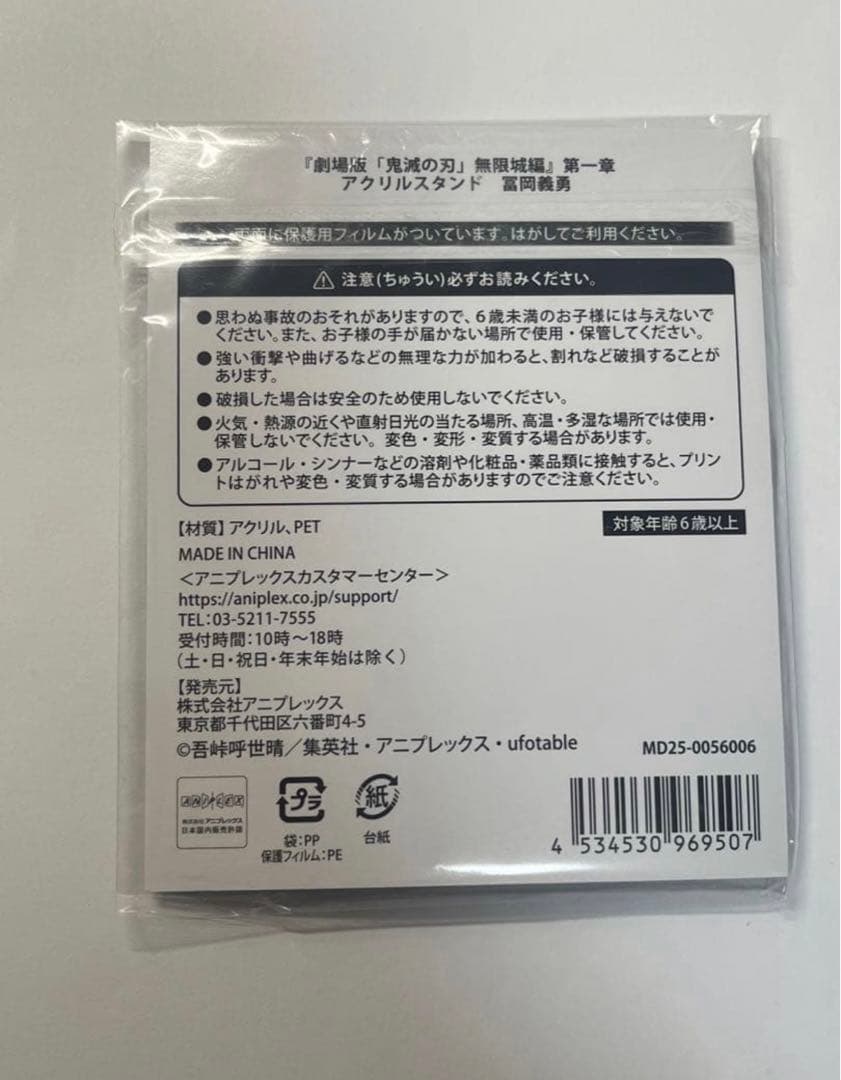 『劇場版「鬼滅の刃」無限城編』第一章
アクリルスタンド　冨岡義勇
両面に保護用フィルムがついています。はがしてご利用ください。
注意(ちゅうい)必ずお読みください。
●思わぬ事故のおそれがありますので、6歳未満のお子様には与えないで
ください。また、お子様の手が届かない場所で使用・保管してください。
●強い衝撃や曲げるなどの無理な力が加わると、割れなど破損することが
あります。
●破損した場合は安全のため使用しないでください。
●火気・熱源の近くや直射日光の当たる場所、高温・多湿な場所では使用・
保管しないでください。変色・変形・変質する場合があります。
●アルコール・シンナーなどの溶剤や化粧品・薬品類に接触すると、プリン
トはがれや変色・変質する場合がありますのでご注意ください。
【材質】アクリル、PET
対象年齢6歳以上
MADE IN CHINA
＜アニプレックスカスタマーセンター＞
https://aniplex.co.jp/support/
TEL:03-5211-7555
受付時間:10時～18時
(土・日・祝日・年末年始は除く)
【発売元】
株式会社アニプレックス
東京都千代田区六番町4-5
©吾峠呼世晴／集英社・アニプレックス・ufotable
MD25-0056006
ANIPLEX
株式会社アニプレックス
日本国内販売許諾
プラ
袋:PP
保護フィルム:PE
紙
台紙
4 534530 969507